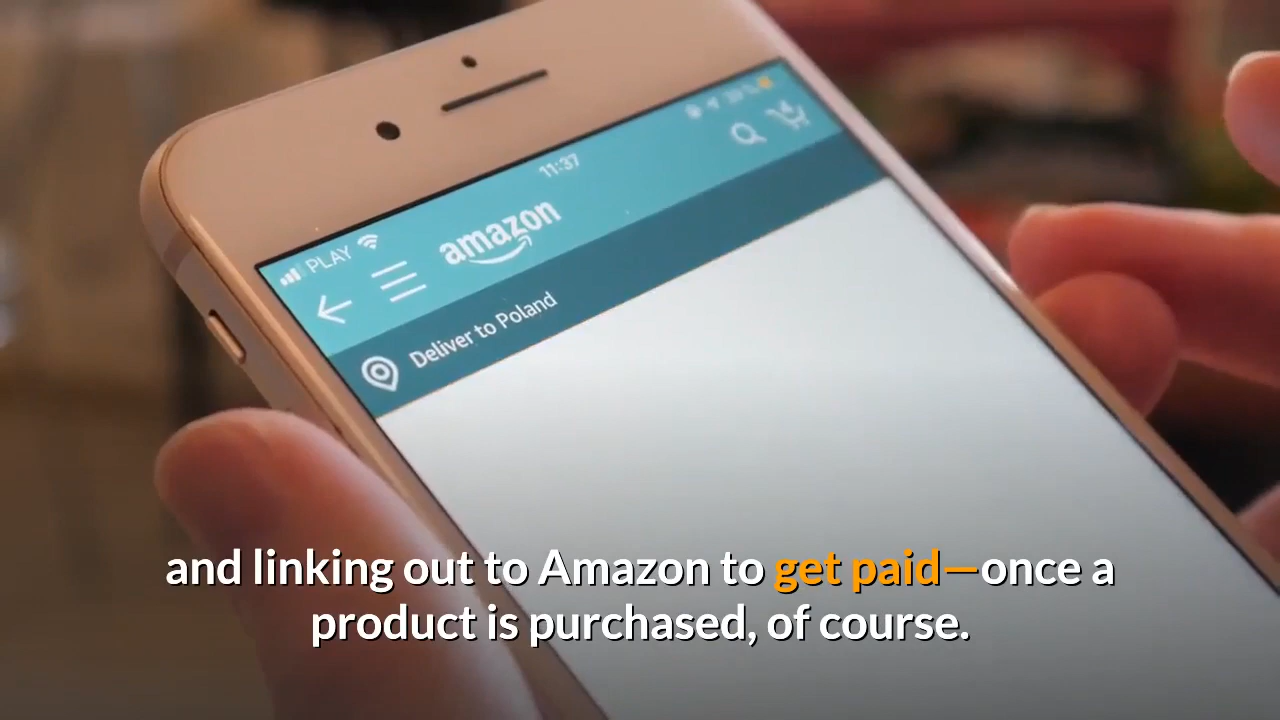 11:37
PLAY
amazon
Deliver to Poland
and linking out to Amazon to get paid—once a
product is purchased, of course.